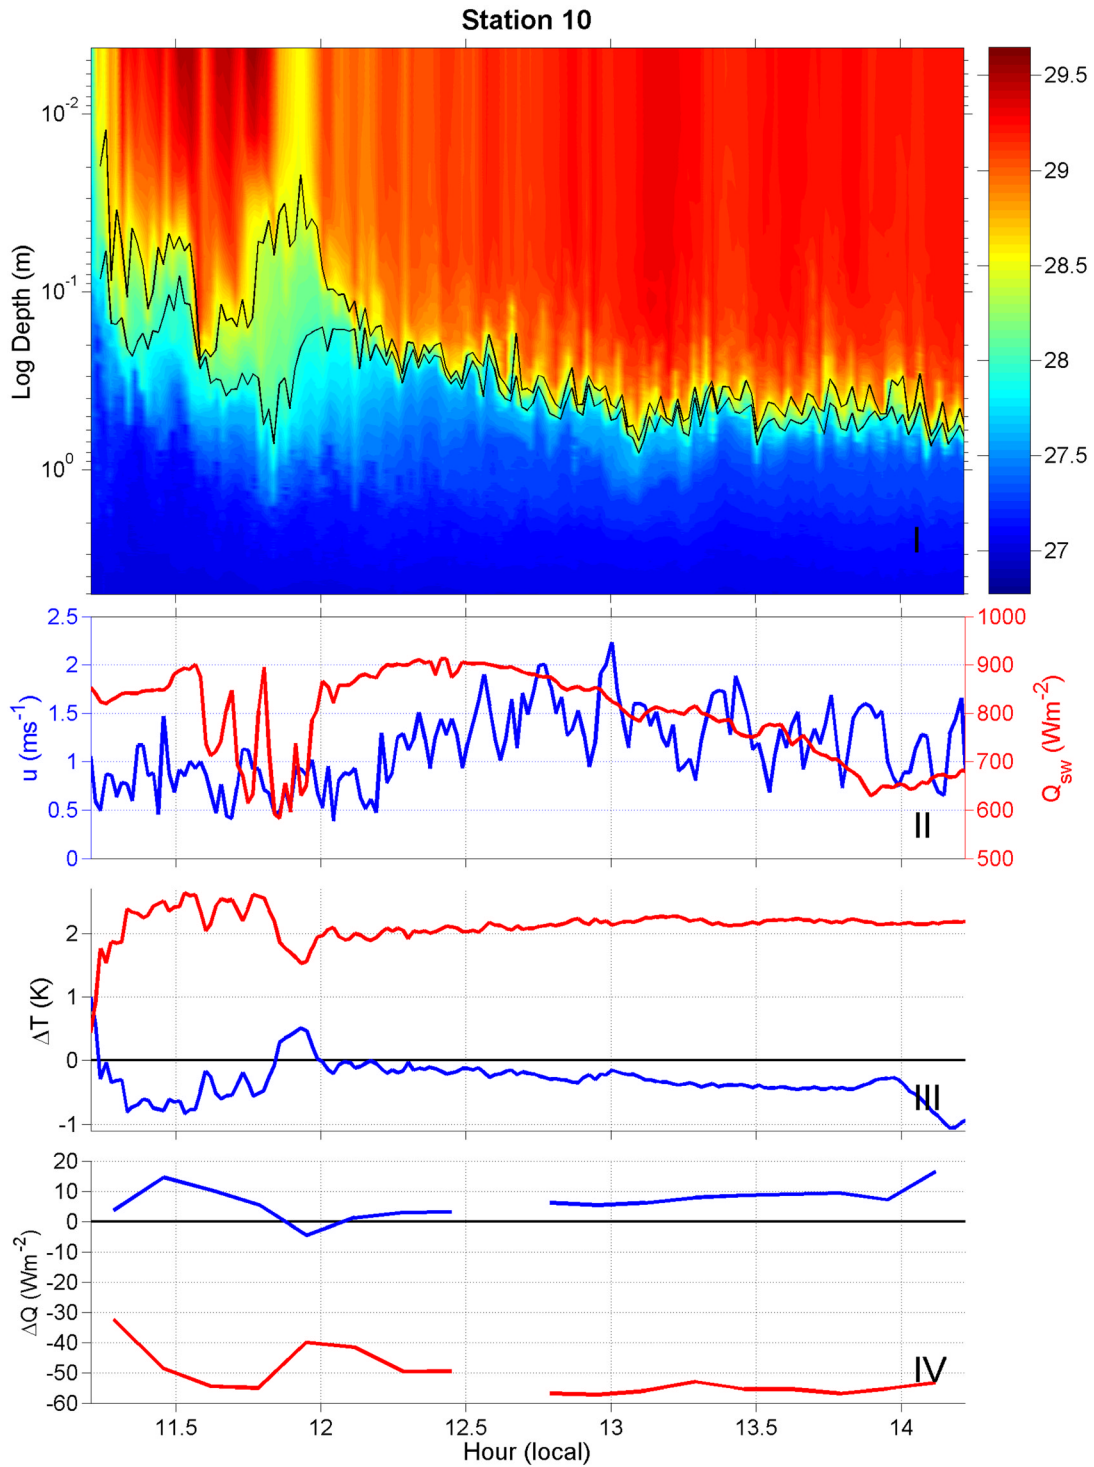 Station 10
10^-2
10^-1
10^0
Log Depth (m)
29.5
29
28.5
28
27.5
27
I
2.5
2
1.5
1
0.5
0
u (ms^-1)
1000
900
800
700
600
500
Q_sw (Wm^-2)
II
2
1
0
-1
ΔT (K)
III
20
10
0
-10
-20
-30
-40
-50
-60
ΔQ (Wm^-2)
IV
11.5 12 12.5 13 13.5 14
Hour (local)